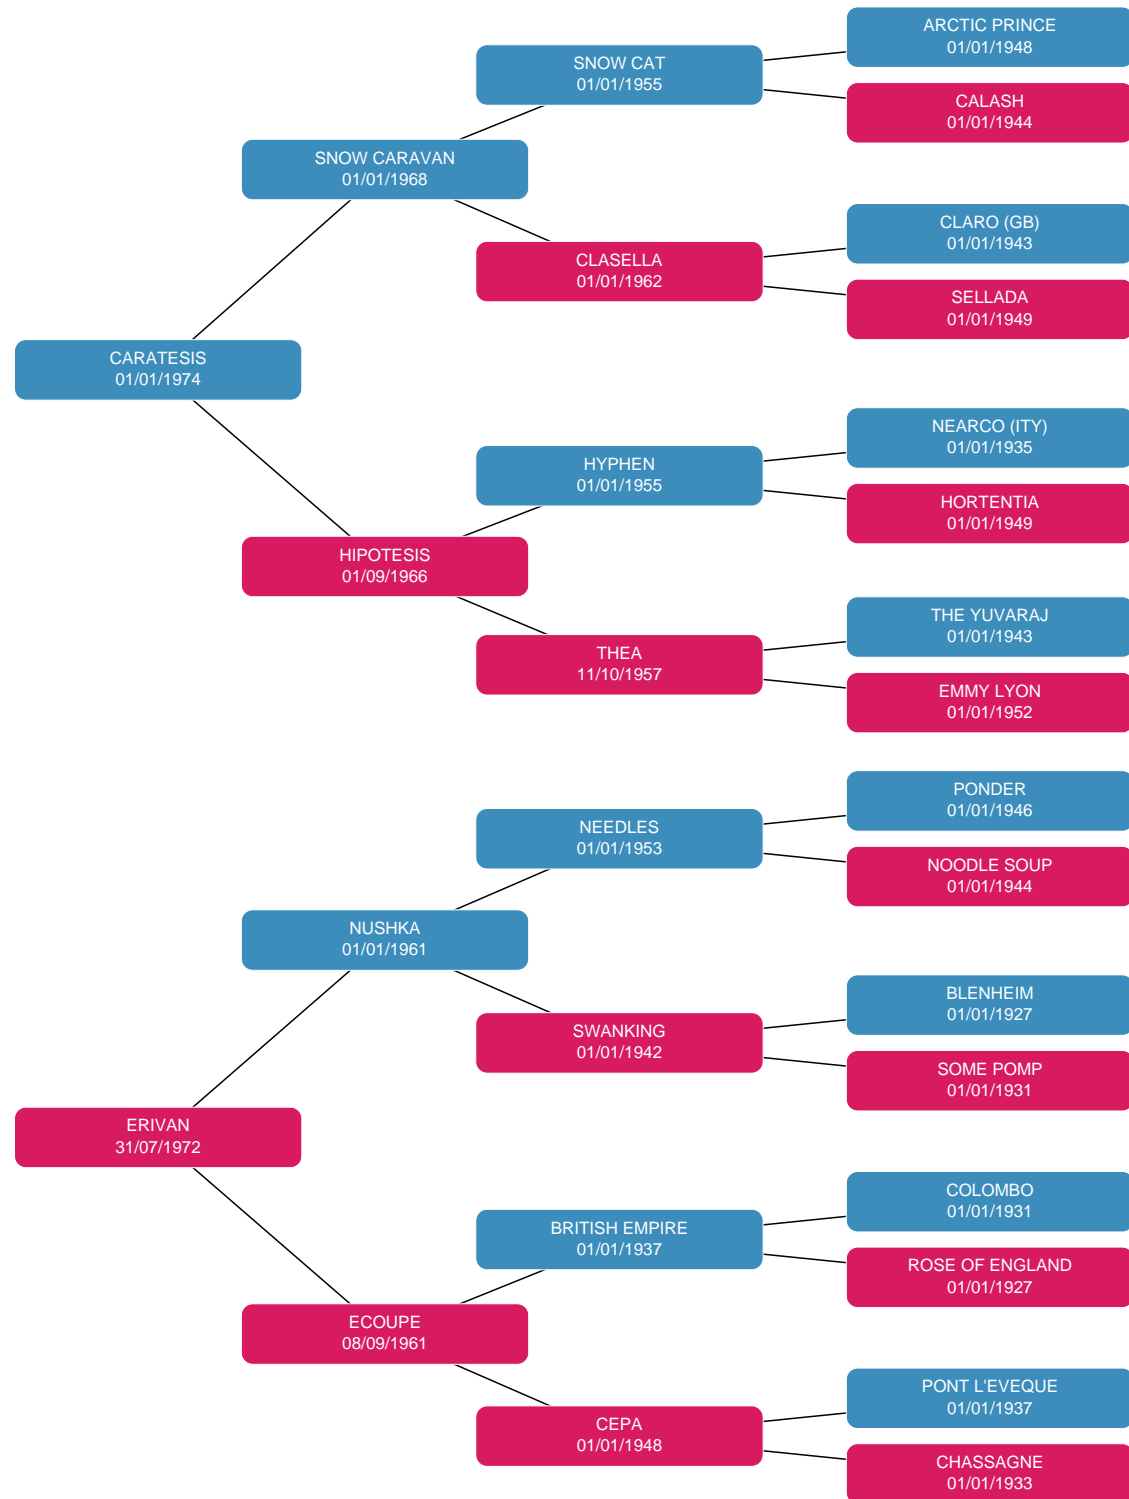 ARCTIC PRINCE
01/01/1948
SNOW CAT
01/01/1955
CALASH
01/01/1944
SNOW CARAVAN
01/01/1968
CLARO (GB)
01/01/1943
CLASELLA
01/01/1962
SELLADA
01/01/1949
CARATESIS
01/01/1974
NEARCO (ITY)
01/01/1935
HYPHEN
01/01/1955
HORTENTIA
01/01/1949
HIPOTESIS
01/09/1966
THE YUVARAJ
01/01/1943
THEA
11/10/1957
EMMY LYON
01/01/1952
PONDER
01/01/1946
NEEDLES
01/01/1953
NOODLE SOUP
01/01/1944
NUSHKA
01/01/1961
BLENHEIM
01/01/1927
SWANKING
01/01/1942
SOME POMP
01/01/1931
ERIVAN
31/07/1972
COLOMBO
01/01/1931
BRITISH EMPIRE
01/01/1937
ROSE OF ENGLAND
01/01/1927
ECOUPE
08/09/1961
PONT L'EVEQUE
01/01/1937
CEPA
01/01/1948
CHASSAGNE
01/01/1933